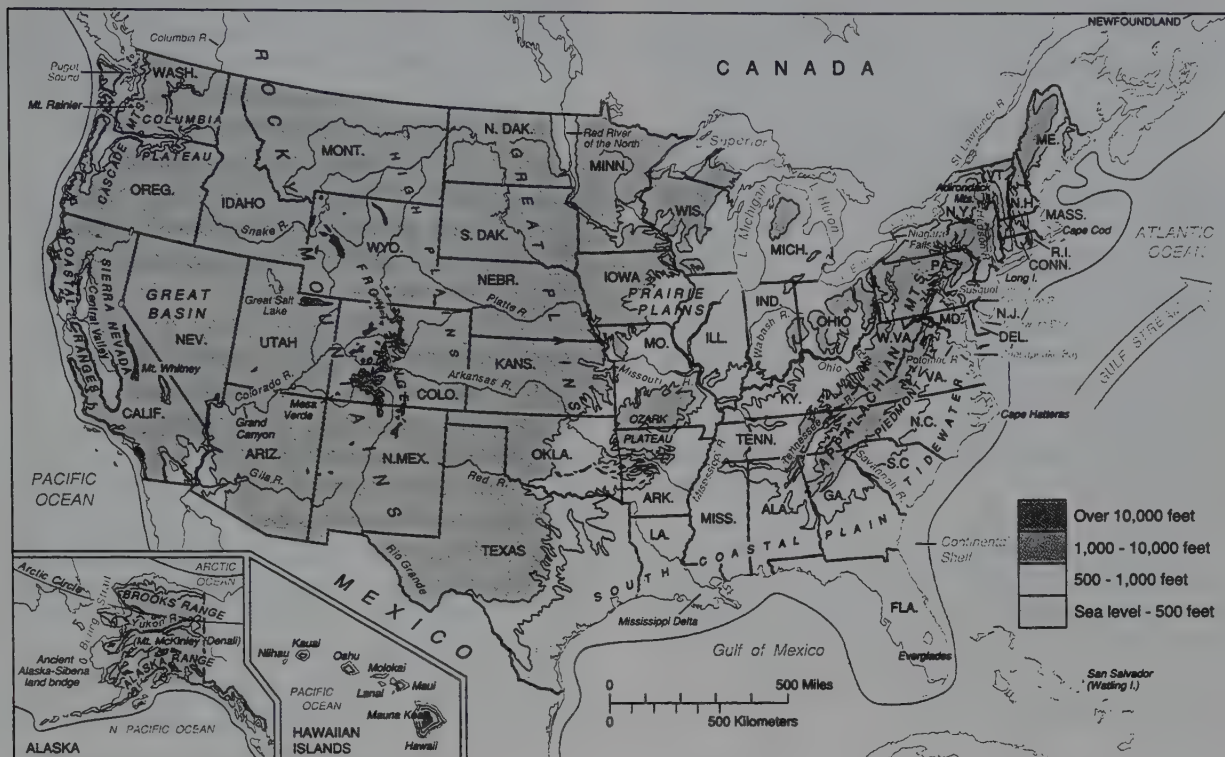 NEWFOUNDLAND
CANADA
Columbia R.
Puget
Sound
WASH.
Mt. Rainier
COLUMBIA
PLATEAU
CASCADE MTS.
OREG.
IDAHO
Snake R.
ROCKY MOUNTAINS
MONT.
HIGH PLAINS
WYO.
N. DAK.
S. DAK.
GREAT PLAINS
Red River
of the North
MINN.
Superior
WIS.
L. Michigan
Huron
MICH.
St. Lawrence R.
ME.
VT.
N.H.
Adirondack
Mts.
N.Y.
Niagara
Falls
MASS.
Cape Cod
R.I.
CONN.
Long I.
ATLANTIC
OCEAN
GULF STREAM
COASTAL RANGES
SIERRA NEVADA
(Central Valley)
GREAT
BASIN
NEV.
Mt. Whitney
CALIF.
Great Salt
Lake
UTAH
Colorado R.
Grand
Canyon
Mesa
Verde
ARIZ.
Gila R.
COLO.
N.MEX.
NEBR.
Platte R.
KANS.
Arkansas R.
IOWA
PRAIRIE
PLAINS
MO.
Missouri R.
OZARK
PLATEAU
ILL.
IND.
Wabash R.
OHIO
Ohio
KY.
W.VA.
MD.
N.J.
DEL.
Potomac R.
VA.
APPALACHIAN MTS.
PIEDMONT
TIDEWATER
Cape Hatteras
N.C.
S.C.
Savannah R.
GA.
TENN.
Tennessee R.
Mississippi R.
OKLA.
Red R.
TEXAS
Rio Grande
ARK.
LA.
MISS.
ALA.
SOUTH COASTAL PLAIN
FLA.
Everglades
Mississippi Delta
Gulf of Mexico
Continental
Shelf
San Salvador
(Watling I.)
PACIFIC
OCEAN
MEXICO
Over 10,000 feet
1,000 - 10,000 feet
500 - 1,000 feet
Sea level - 500 feet
0 500 Miles
0 500 Kilometers
Arctic Circle
ARCTIC
OCEAN
BROOKS RANGE
Yukon R.
(Mt. McKinley (Denali)
ALASKA RANGE
Ancient
Alaska-Siberia
land bridge
N PACIFIC OCEAN
ALASKA
Niihau
Kauai
Oahu
Molokai
Lanai
Maui
Mauna Kea
Hawaii
PACIFIC
OCEAN
HAWAIIAN
ISLANDS